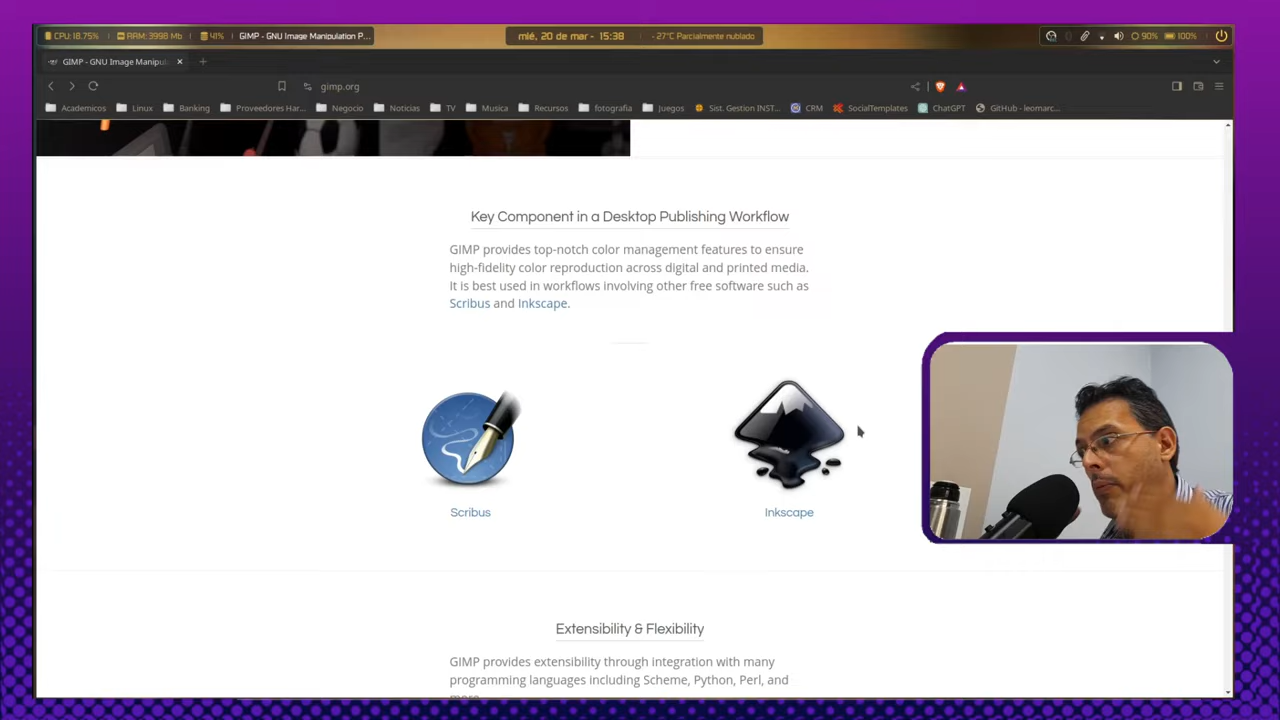 CPU: 18.75% RAM: 3998 Mb 41% GIMP - GNU Image Manipulation P... mié, 20 de mar - 15:38 - 27°C Parcialmente nublado 90% 100%
GIMP - GNU Image Manipul
gimp.org
Academicos Linux Banking Proveedores Har... Negocio Noticias TV Musica Recursos fotografia Juegos Sist. Gestion INST... CRM SocialTemplates ChatGPT GitHub - leomarc...
Key Component in a Desktop Publishing Workflow
GIMP provides top-notch color management features to ensure
high-fidelity color reproduction across digital and printed media.
It is best used in workflows involving other free software such as
Scribus and Inkscape.
Scribus Inkscape
Extensibility & Flexibility
GIMP provides extensibility through integration with many
programming languages including Scheme, Python, Perl, and
more.